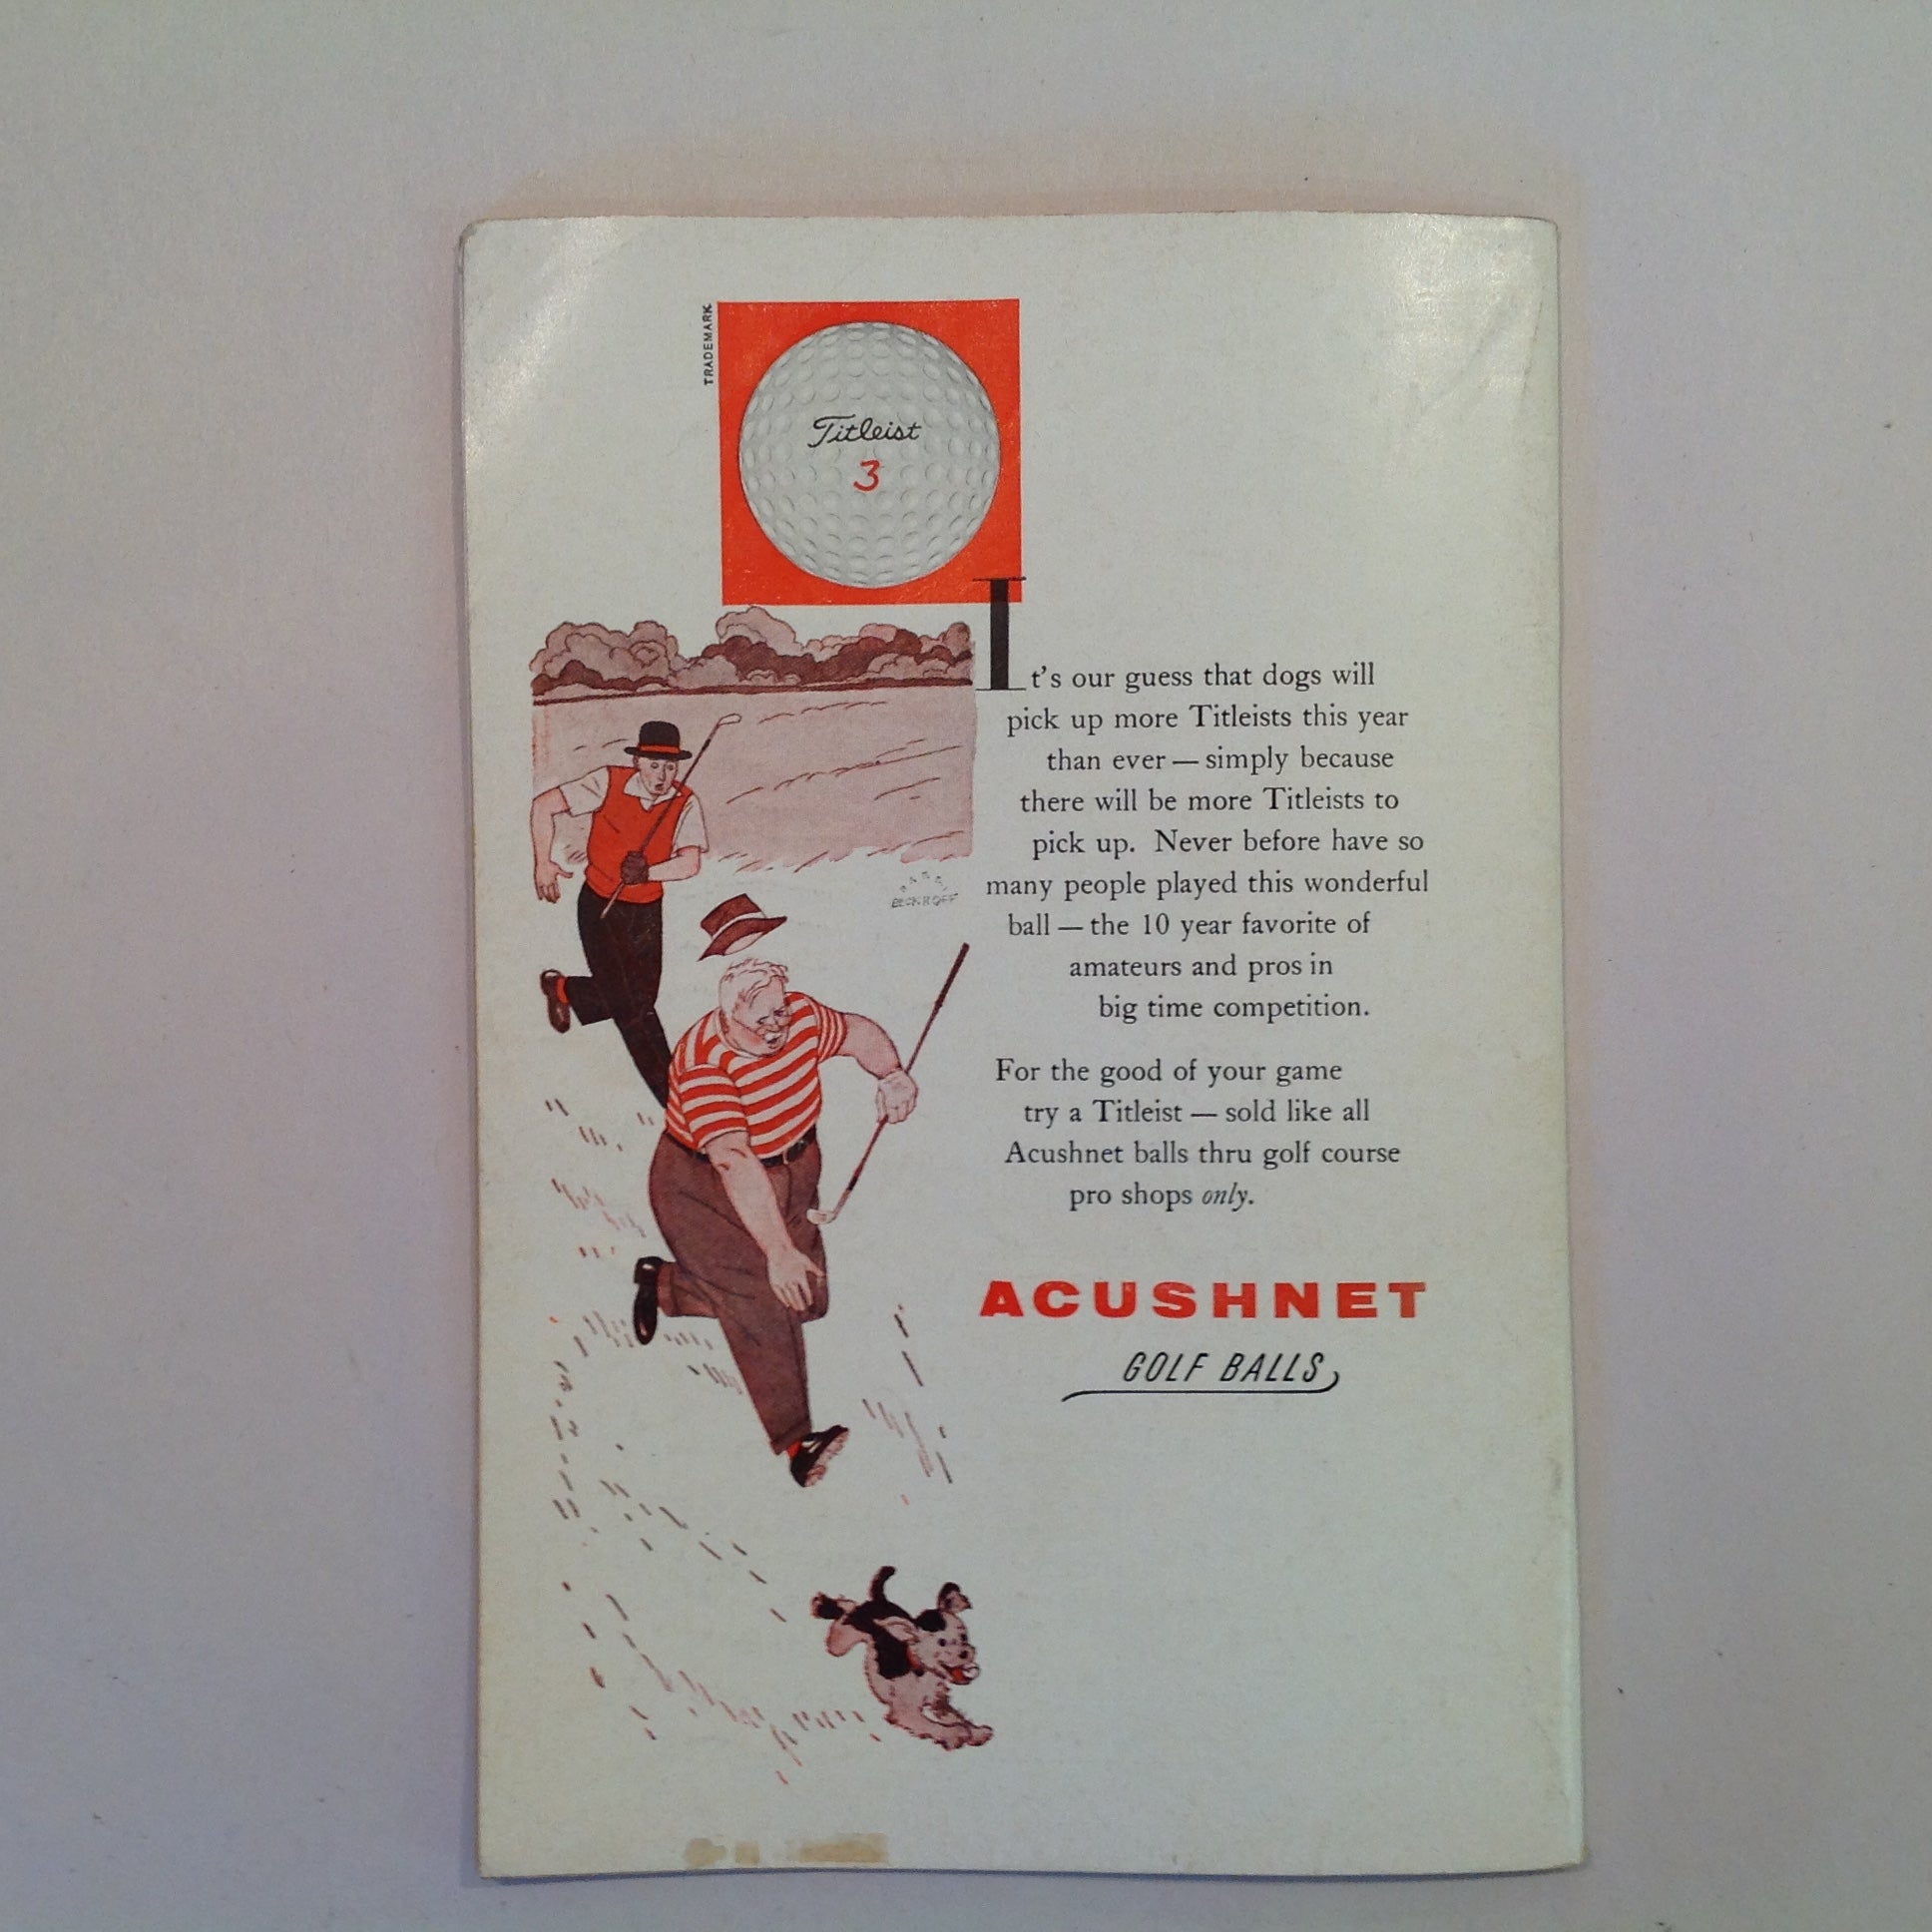 TRADEMARK
Titleist
3
It's our guess that dogs will
pick up more Titleists this year
than ever — simply because
there will be more Titleists to
pick up. Never before have so
many people played this wonderful
ball — the 10 year favorite of
amateurs and pros in
big time competition.
For the good of your game
try a Titleist — sold like all
Acushnet balls thru golf course
pro shops only.
ACUSHNET
GOLF BALLS